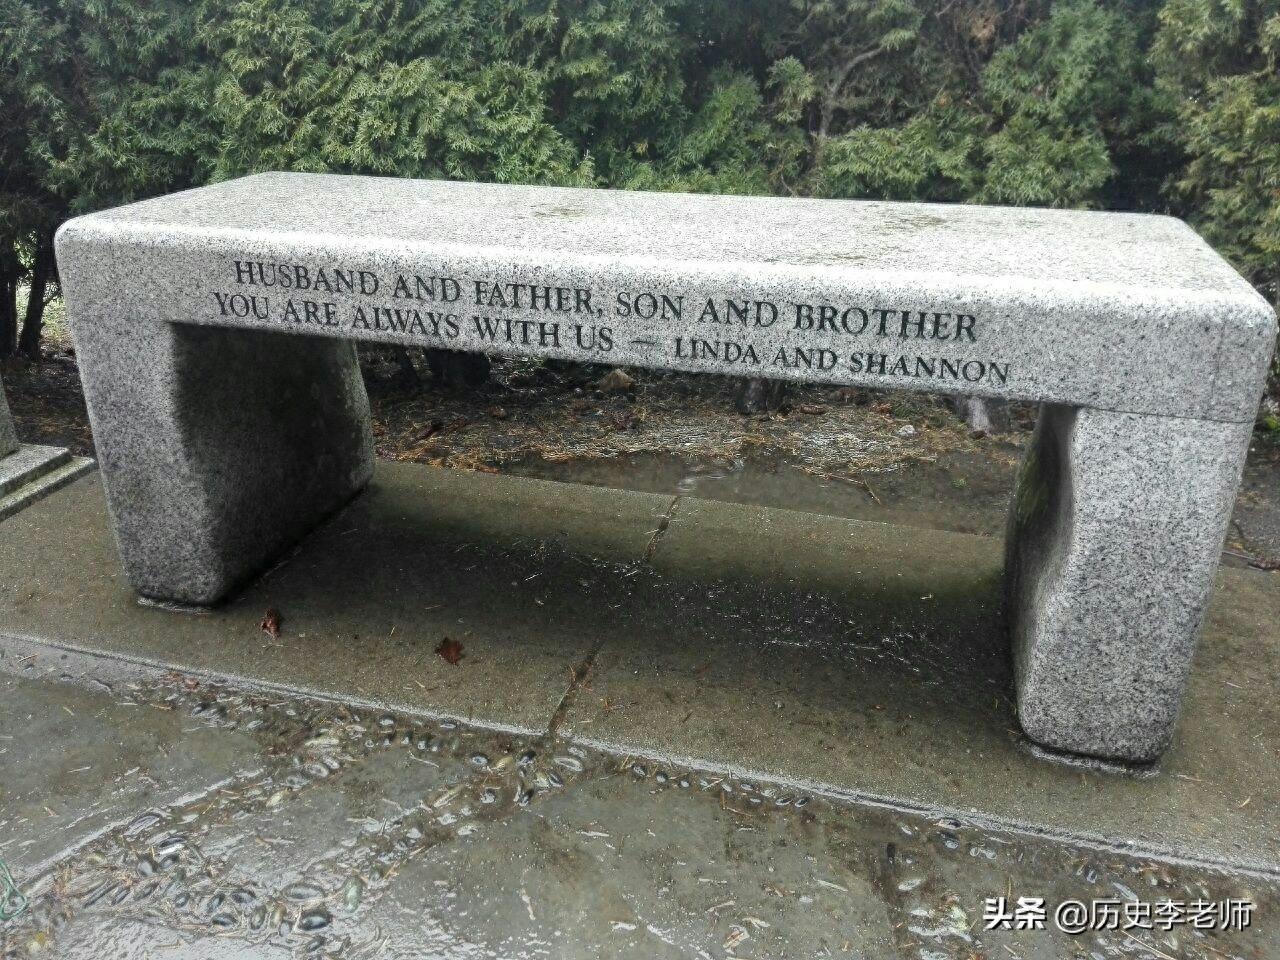 HUSBAND AND FATHER, SON AND BROTHER
YOU ARE ALWAYS WITH US — LINDA AND SHANNON
头条 @历史李老师